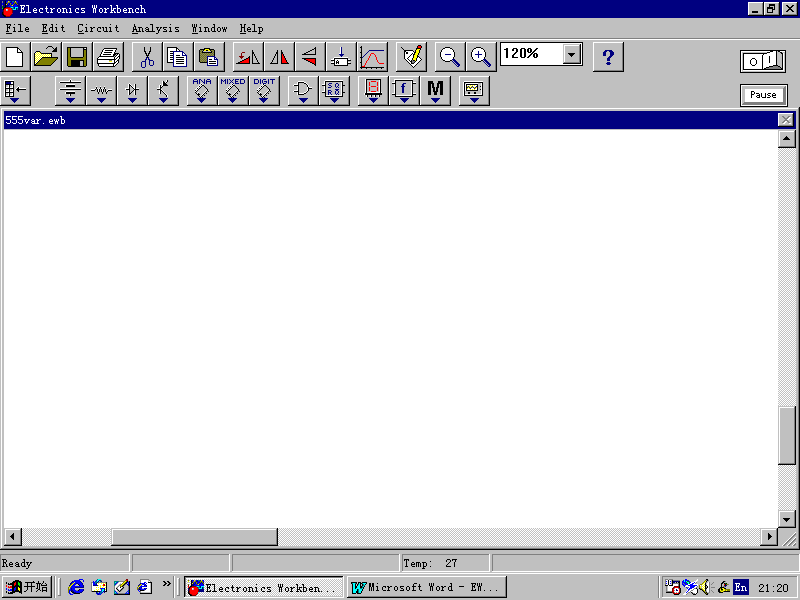 Electronics Workbench
File Edit Circuit Analysis Window Help
120% ?
Pause
ANA MIXED DIGIT f M
555var.ewb
Ready Temp: 27
开始 » Electronics Workben... Microsoft Word - EW... En 21:20